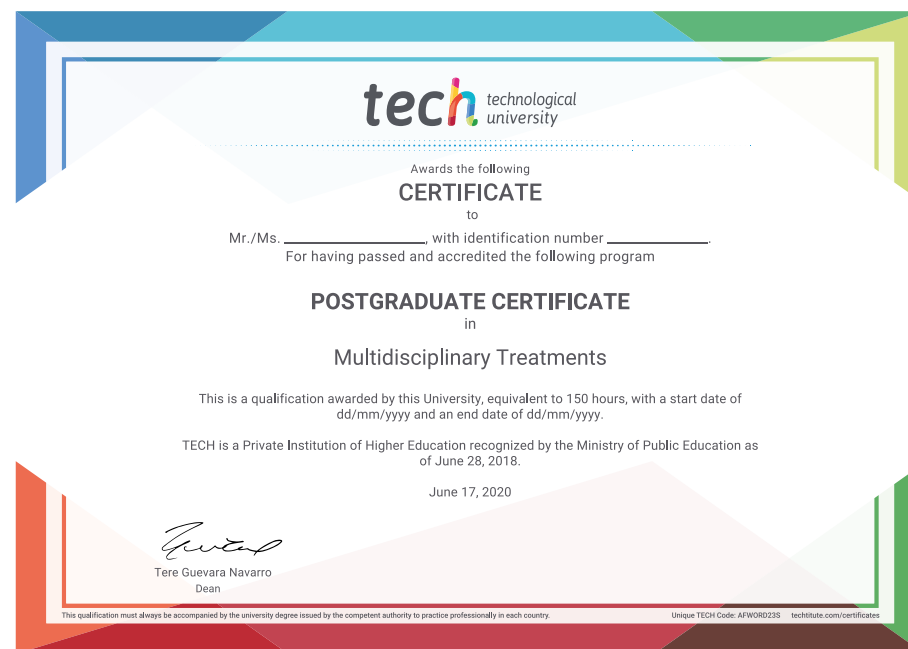 tech technological
university
Awards the following
CERTIFICATE
to
Mr./Ms. ____________________, with identification number ______________.
For having passed and accredited the following program
POSTGRADUATE CERTIFICATE
in
Multidisciplinary Treatments
This is a qualification awarded by this University, equivalent to 150 hours, with a start date of
dd/mm/yyyy and an end date of dd/mm/yyyy.
TECH is a Private Institution of Higher Education recognized by the Ministry of Public Education as
of June 28, 2018.
June 17, 2020
Tere Guevara Navarro
Dean
This qualification must always be accompanied by the university degree issued by the competent authority to practice professionally in each country. Unique TECH Code: AFWORD23S techtitute.com/certificates